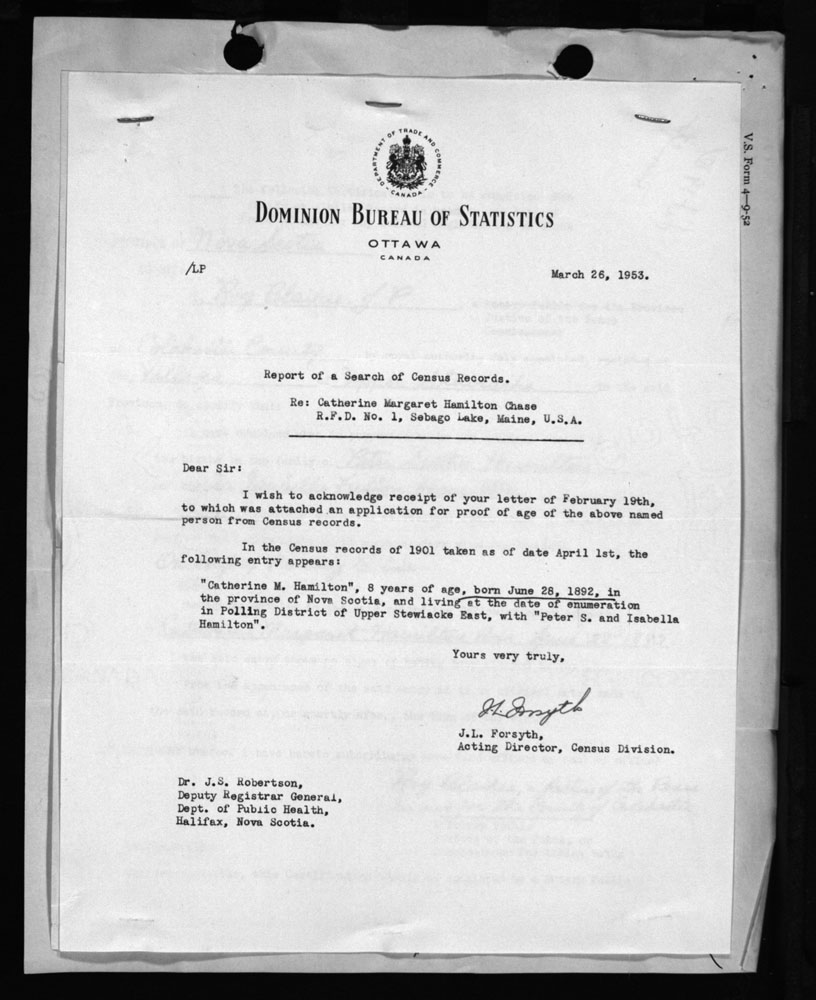 DEPARTMENT OF TRADE AND COMMERCE
CANADA
DOMINION BUREAU OF STATISTICS
OTTAWA
CANADA
V.S. Form 4—9-52
/LP
March 26, 1953.
Report of a Search of Census Records.
Re: Catherine Margaret Hamilton Chase
R.F.D. No. 1, Sebago Lake, Maine, U.S.A.
Dear Sir:
I wish to acknowledge receipt of your letter of February 19th,
to which was attached an application for proof of age of the above named
person from Census records.
In the Census records of 1901 taken as of date April 1st, the
following entry appears:
"Catherine M. Hamilton", 8 years of age, born June 28, 1892, in
the province of Nova Scotia, and living at the date of enumeration
in Polling District of Upper Stewiacke East, with "Peter S. and Isabella
Hamilton".
Yours very truly,
J.L. Forsyth
J.L. Forsyth,
Acting Director, Census Division.
Dr. J.S. Robertson,
Deputy Registrar General,
Dept. of Public Health,
Halifax, Nova Scotia.